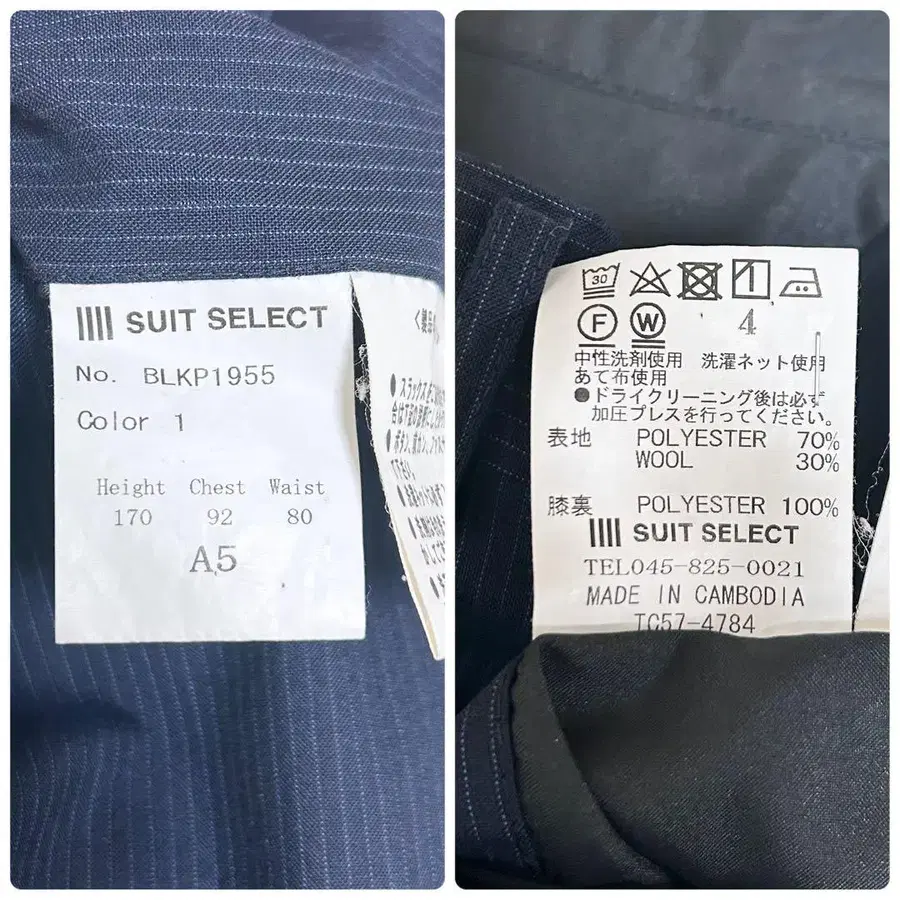 SUIT SELECT
No. BLKP1955
Color 1
Height Chest Waist
170 92 80
A5
30
1
F W 4
中性洗剤使用 洗濯ネット使用
あて布使用
●ドライクリーニング後は必ず
加圧プレスを行ってください。
表地 POLYESTER 70%
WOOL 30%
膝裏 POLYESTER 100%
SUIT SELECT
TEL045-825-0021
MADE IN CAMBODIA
TC57-4784